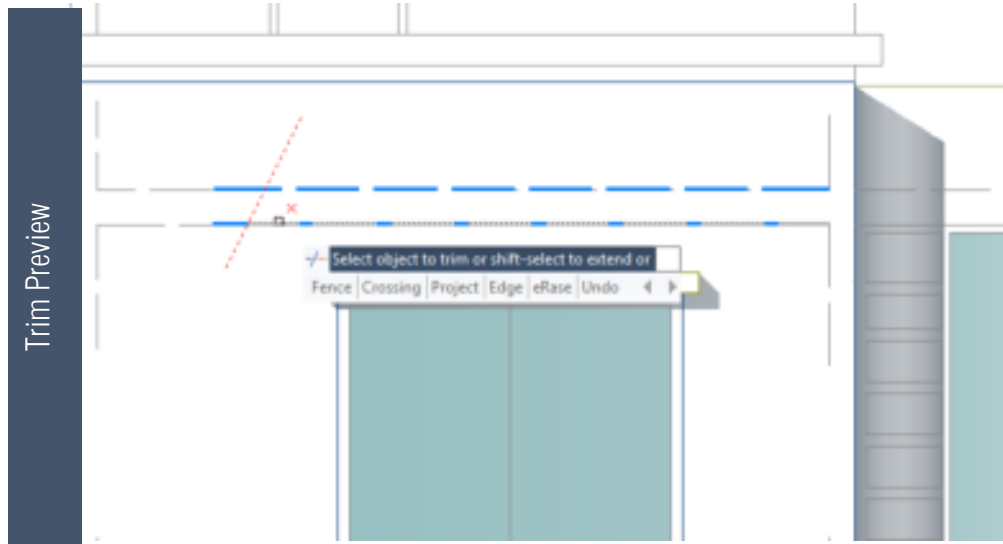 Trim Preview
Select object to trim or shift-select to extend or
Fence Crossing Project Edge eRase Undo